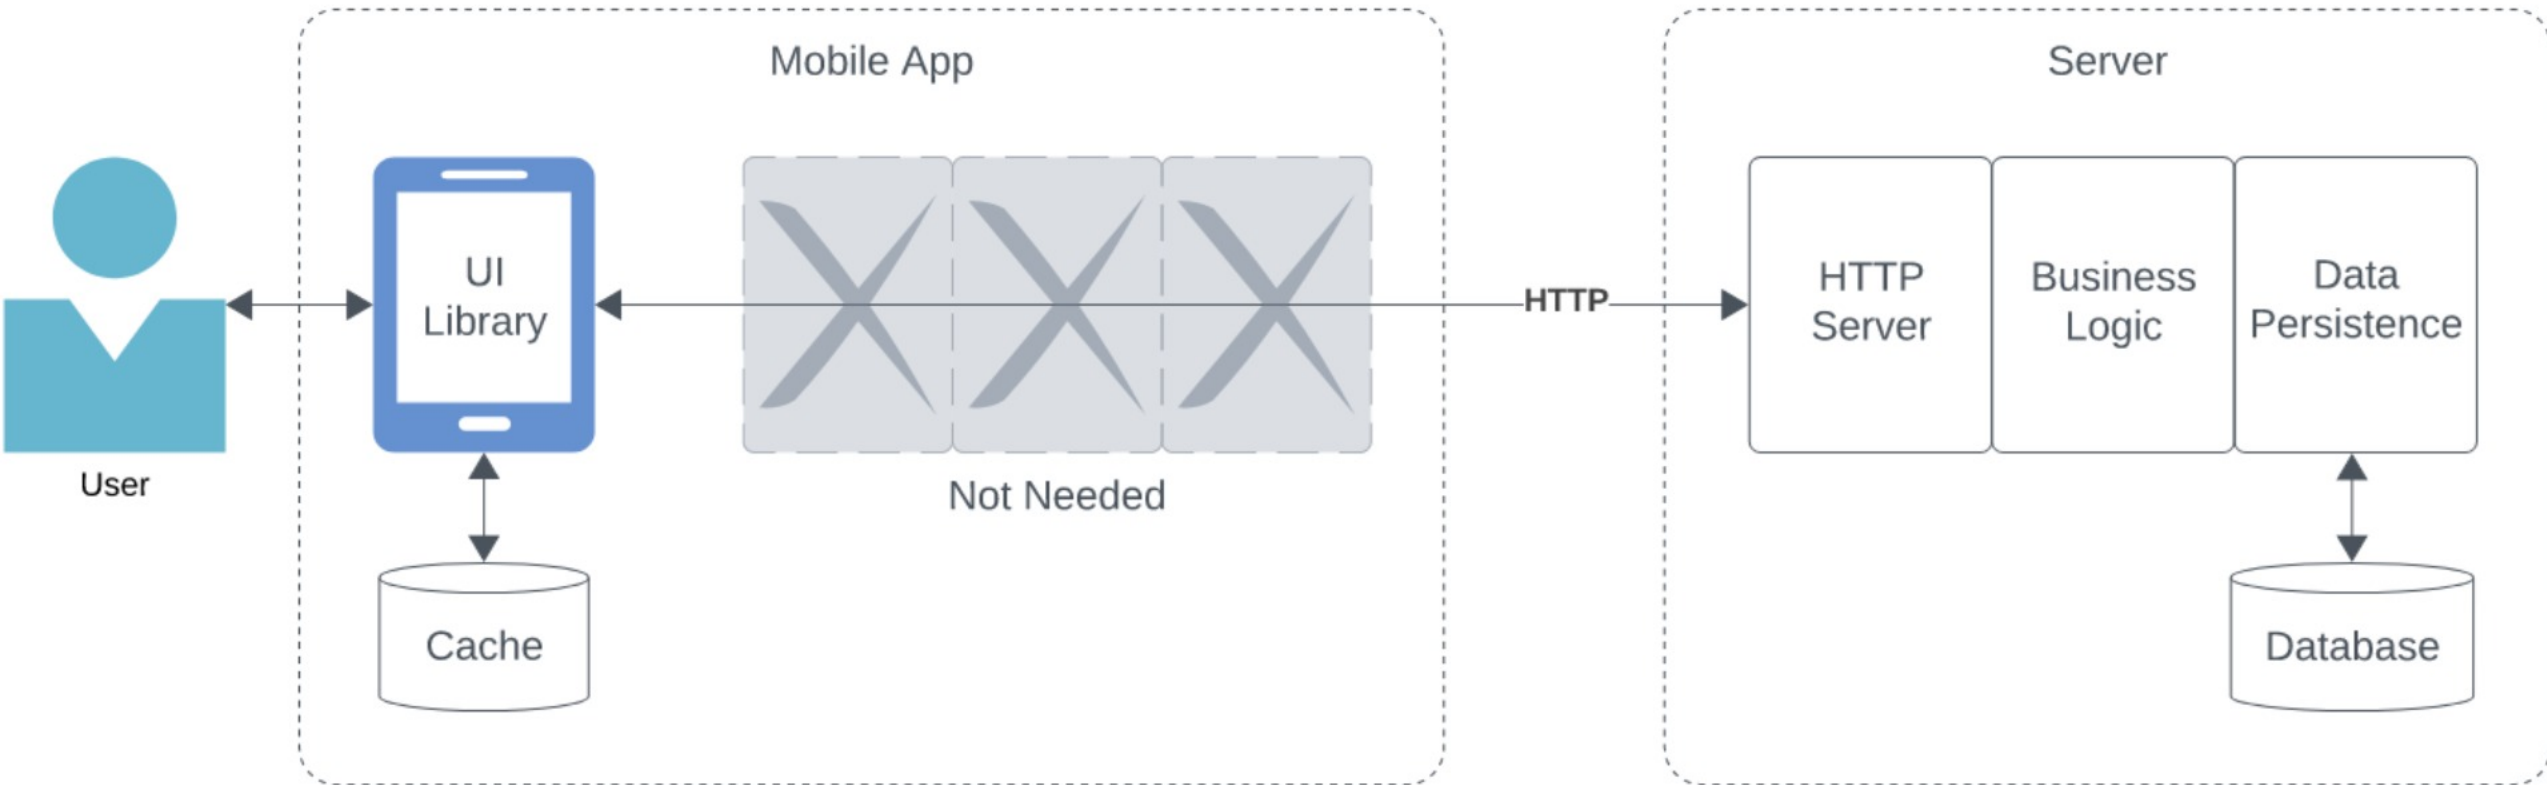 Mobile App
Server
UI
Library
HTTP
HTTP
Server
Business
Logic
Data
Persistence
User
Not Needed
Cache
Database